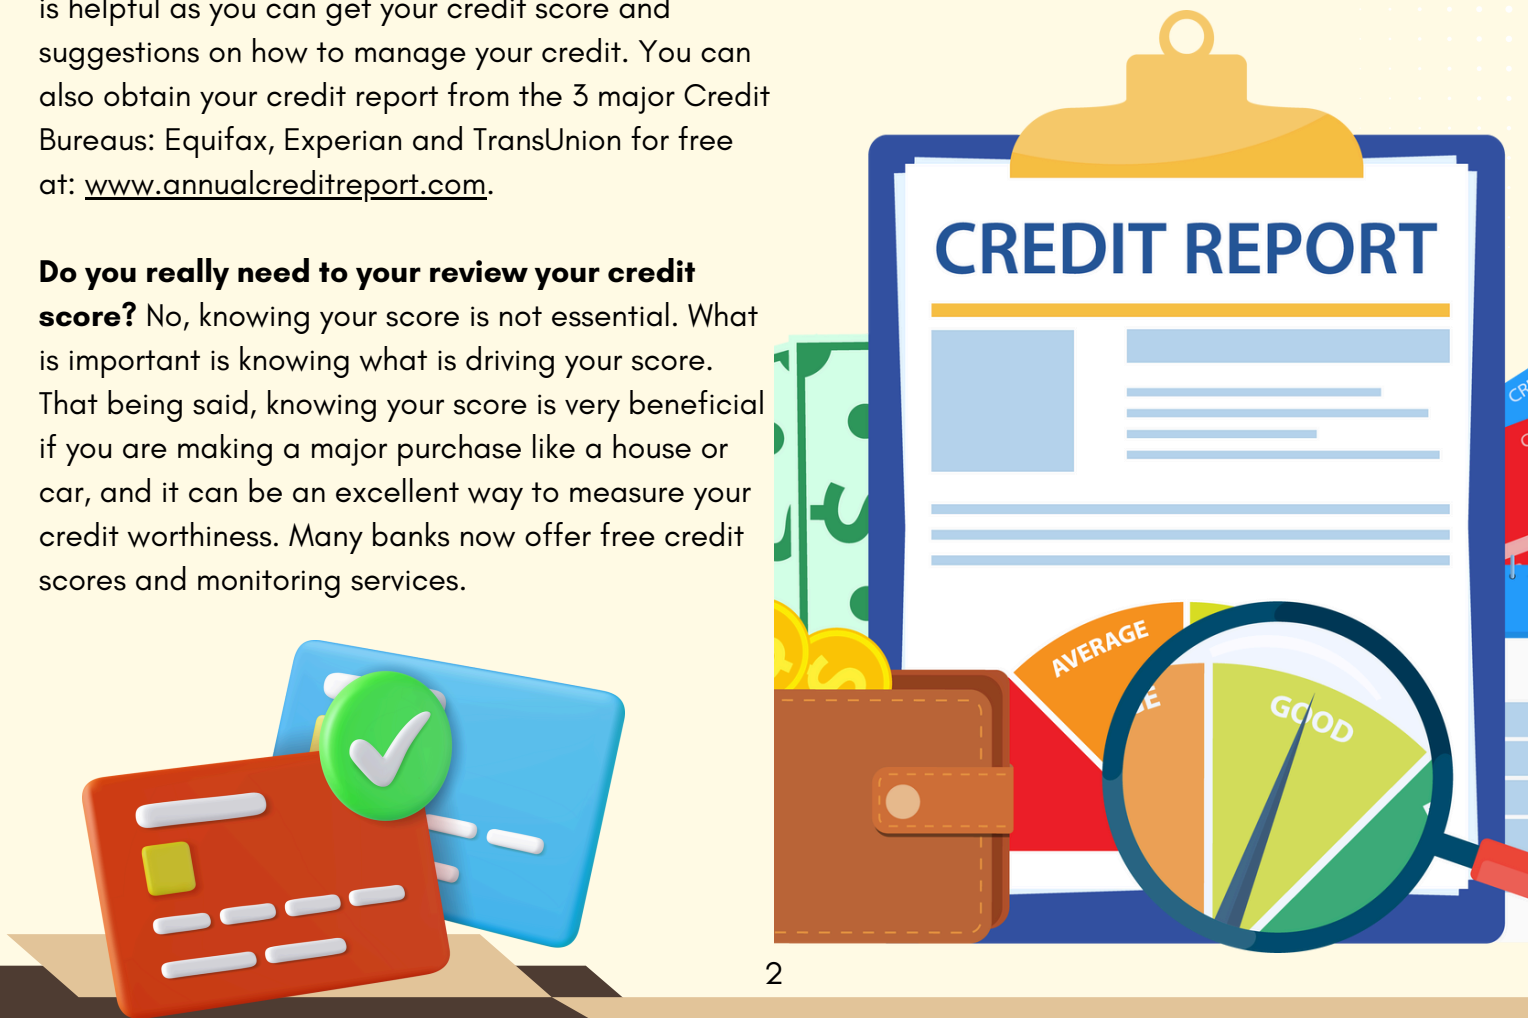 is helpful as you can get your credit score and
suggestions on how to manage your credit. You can
also obtain your credit report from the 3 major Credit
Bureaus: Equifax, Experian and TransUnion for free
at: www.annualcreditreport.com.
Do you really need to your review your credit
score? No, knowing your score is not essential. What
is important is knowing what is driving your score.
That being said, knowing your score is very beneficial
if you are making a major purchase like a house or
car, and it can be an excellent way to measure your
credit worthiness. Many banks now offer free credit
scores and monitoring services.
CREDIT REPORT
AVERAGE
GOOD
2